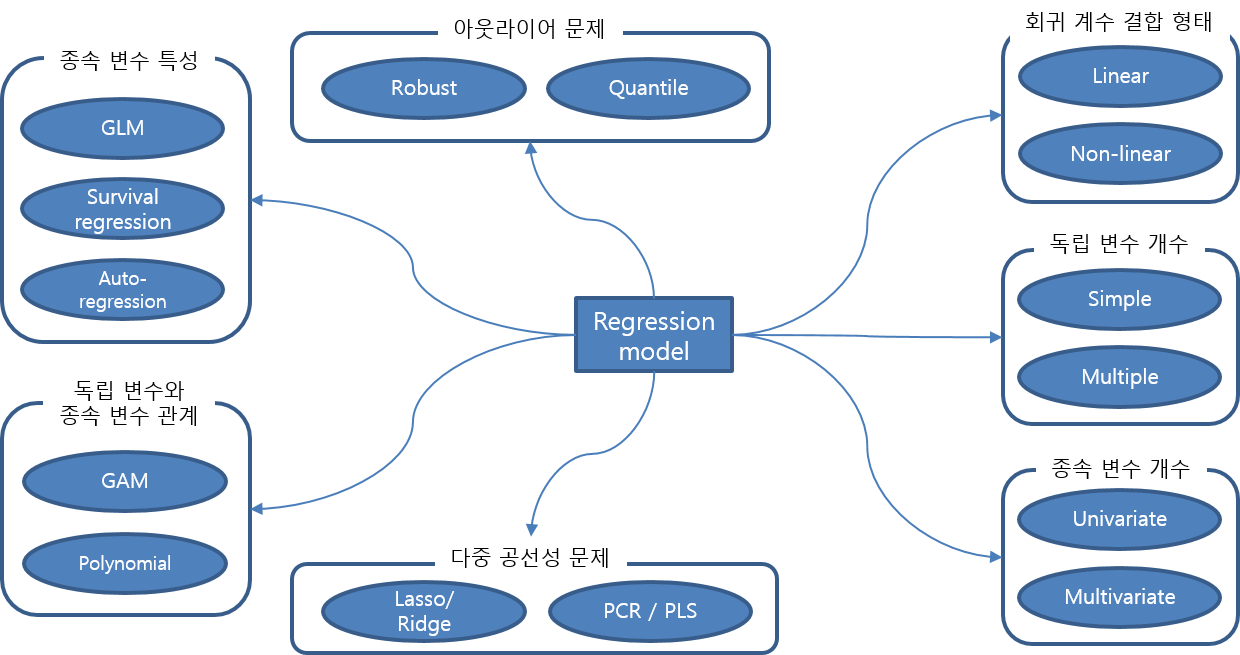 종속 변수 특성
GLM
Survival
regression
Auto-
regression
아웃라이어 문제
Robust
Quantile
회귀 계수 결합 형태
Linear
Non-linear
Regression
model
독립 변수 개수
Simple
Multiple
독립 변수와
종속 변수 관계
GAM
Polynomial
다중 공선성 문제
Lasso/
Ridge
PCR / PLS
종속 변수 개수
Univariate
Multivariate